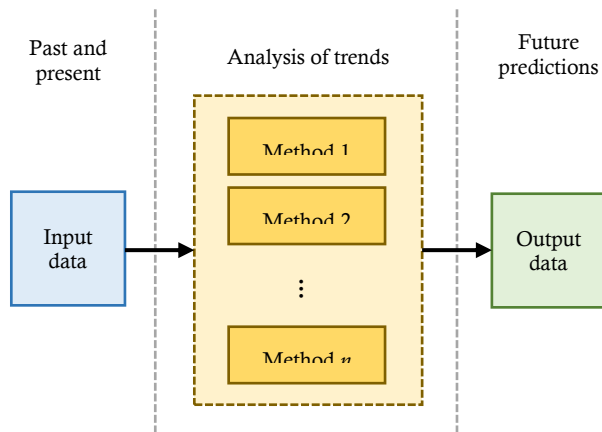 Past and
present
Analysis of trends
Future
predictions
Method 1
Method 2
⋮
Method n
Input
data
Output
data